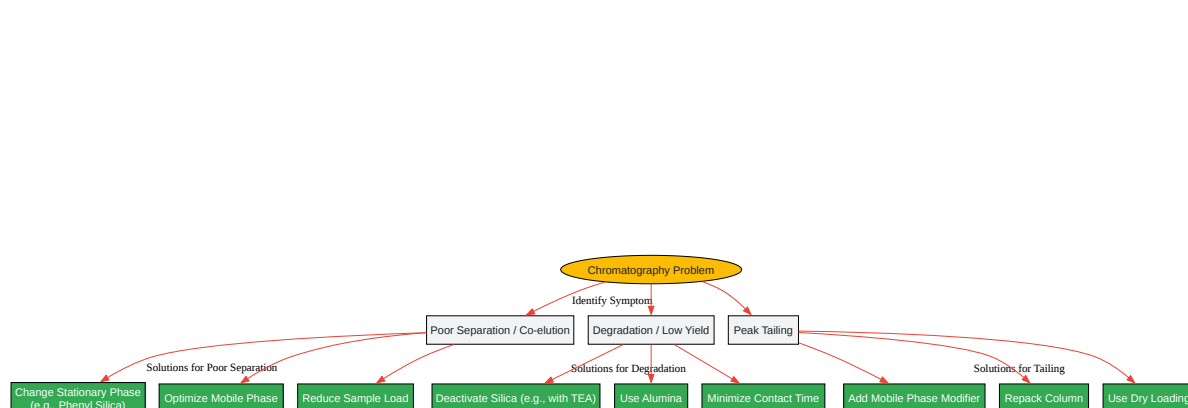 Chromatography Problem
Identify Symptom
Poor Separation / Co-elution
Degradation / Low Yield
Peak Tailing
Solutions for Poor Separation
Solutions for Degradation
Solutions for Tailing
Change Stationary Phase
(e.g., Phenyl Silica)
Optimize Mobile Phase
Reduce Sample Load
Deactivate Silica (e.g., with TEA)
Use Alumina
Minimize Contact Time
Add Mobile Phase Modifier
Repack Column
Use Dry Loading